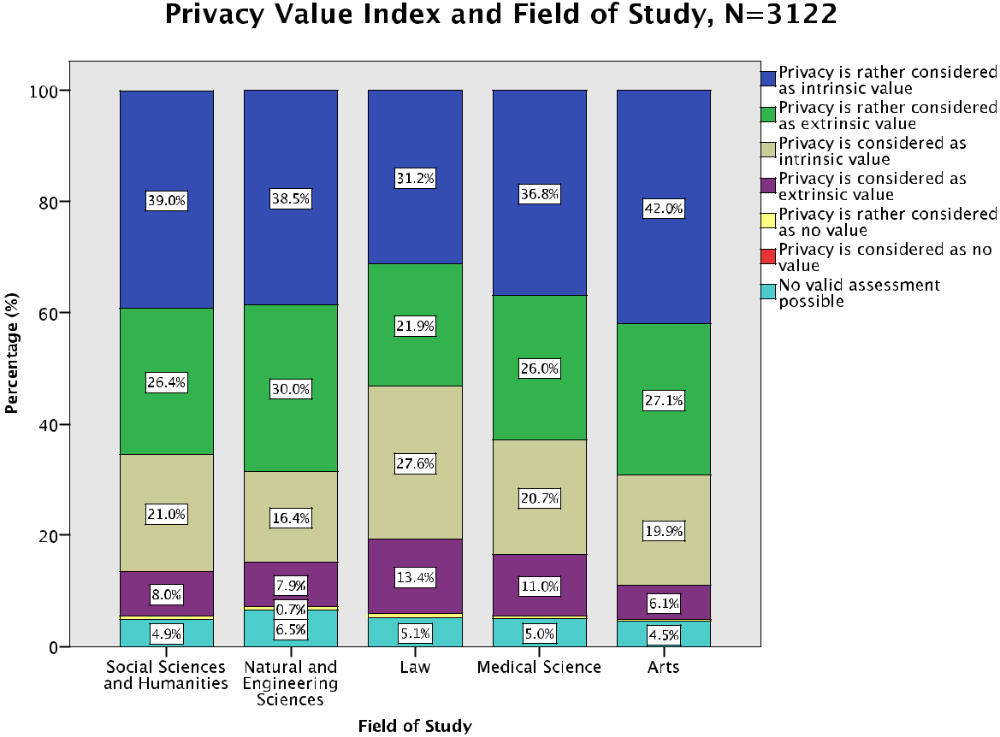 Privacy Value Index and Field of Study, N=3122
Percentage (%)
100
80
60
40
20
0
39.0%
26.4%
21.0%
8.0%
4.9%
38.5%
30.0%
16.4%
7.9%
0.7%
6.5%
31.2%
21.9%
27.6%
13.4%
5.1%
36.8%
26.0%
20.7%
11.0%
5.0%
42.0%
27.1%
19.9%
6.1%
4.5%
Social Sciences
and Humanities
Natural and
Engineering
Sciences
Law
Medical Science
Arts
Field of Study
Privacy is rather considered
as intrinsic value
Privacy is rather considered
as extrinsic value
Privacy is considered as
intrinsic value
Privacy is considered as
extrinsic value
Privacy is rather considered
as no value
Privacy is considered as no
value
No valid assessment
possible